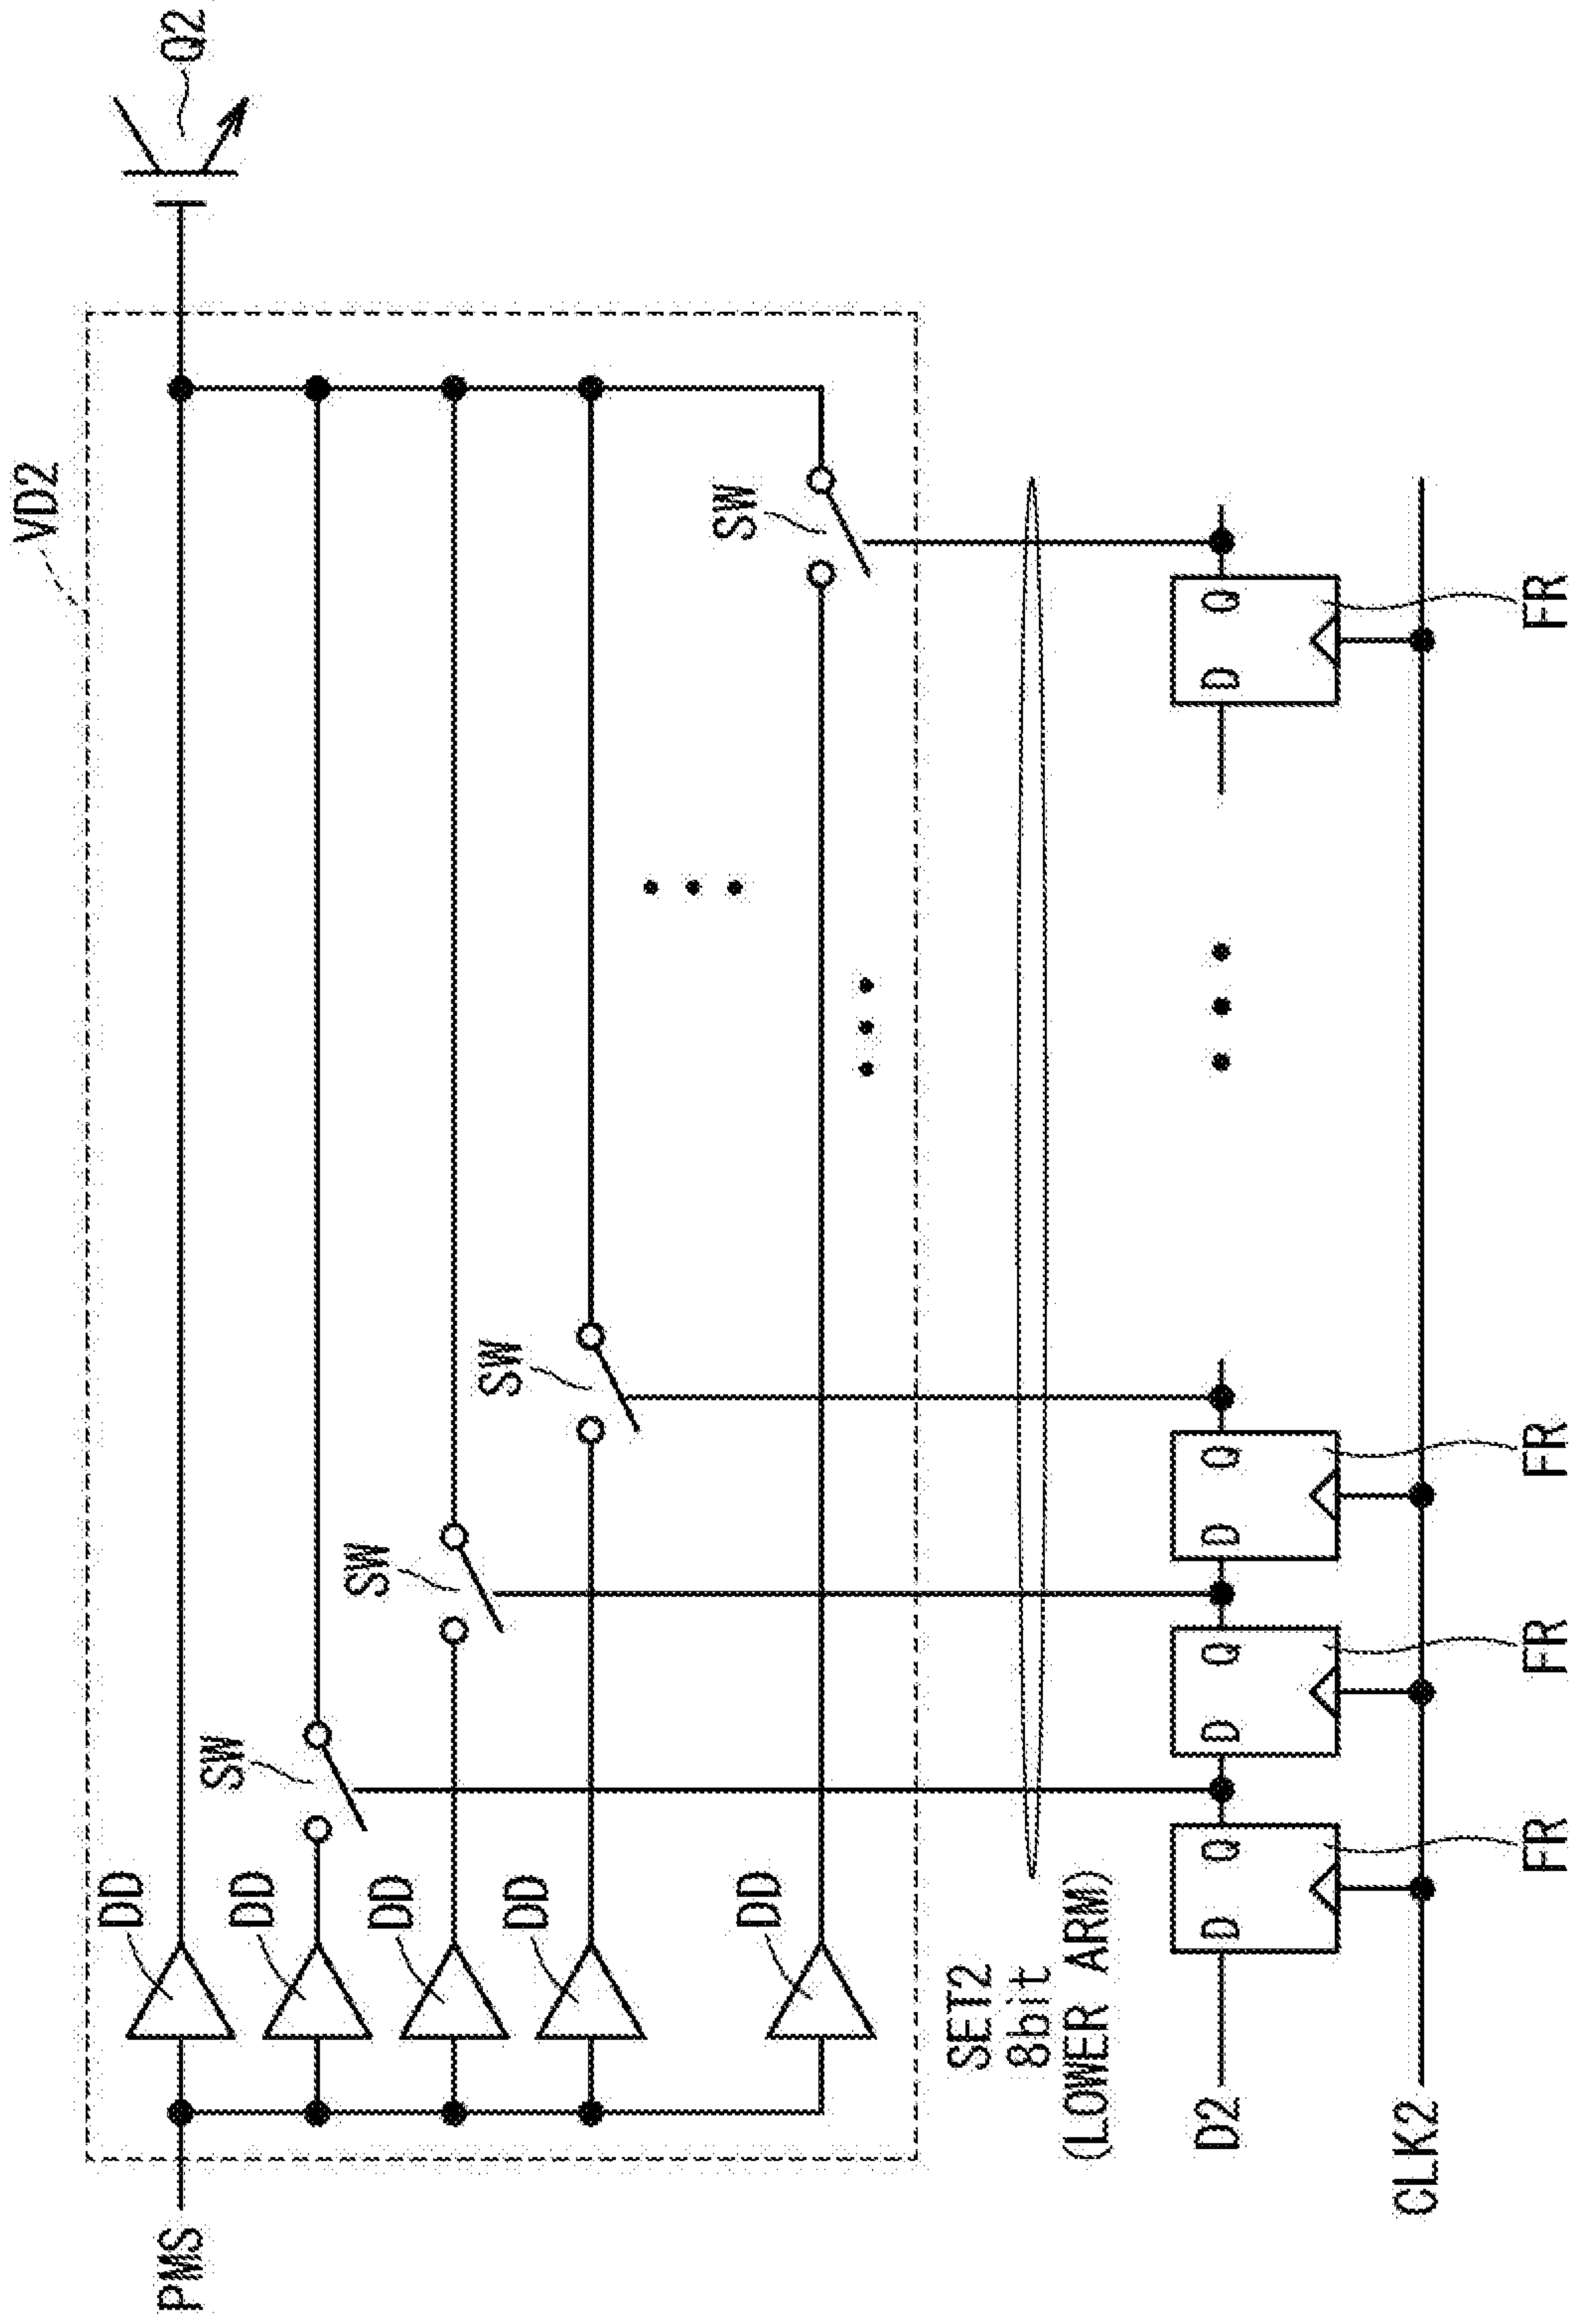 VD2
DD
PMS
Q2
SW
DD
SW
DD
SW
DD
SW
DD
SET2
8bit
(LOWER ARM)
D2
D Q
D Q
D Q
D Q
CLK2
FR
FR
FR
FR